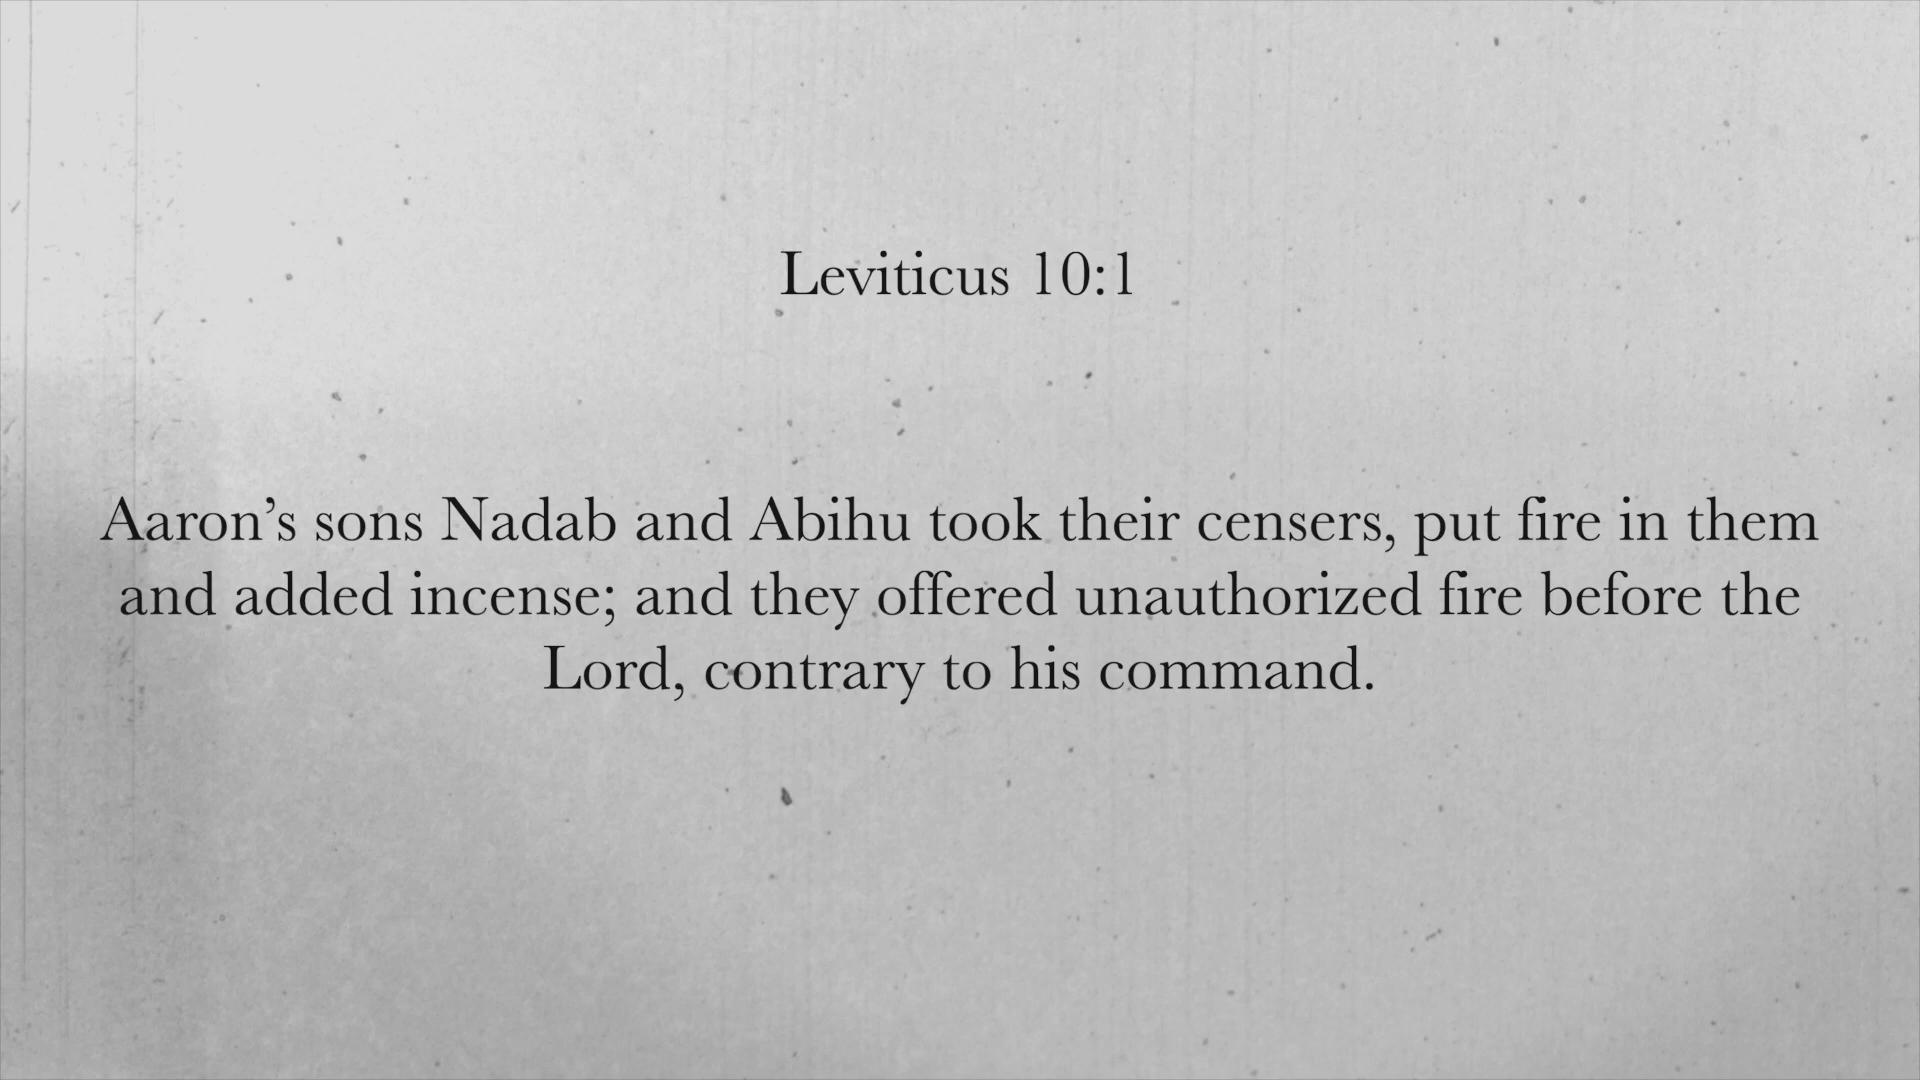 Leviticus 10:1
Aaron’s sons Nadab and Abihu took their censers, put fire in them
and added incense; and they offered unauthorized fire before the
Lord, contrary to his command.